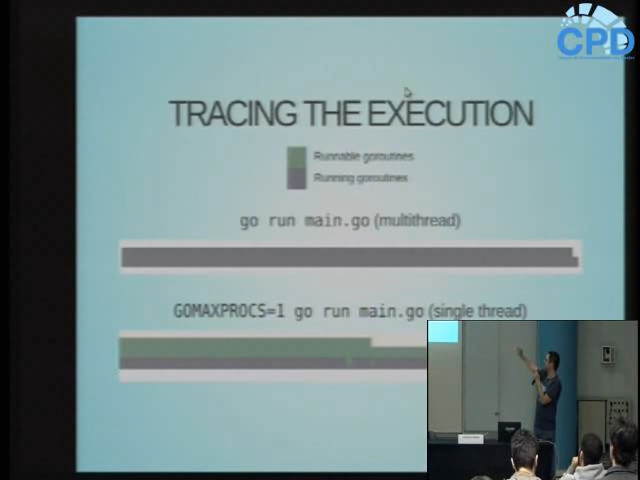 CPD
TRACING THE EXECUTION
Runnable goroutines
Running goroutines
go run main.go (multithread)
GOMAXPROCS=1 go run main.go (single thread)